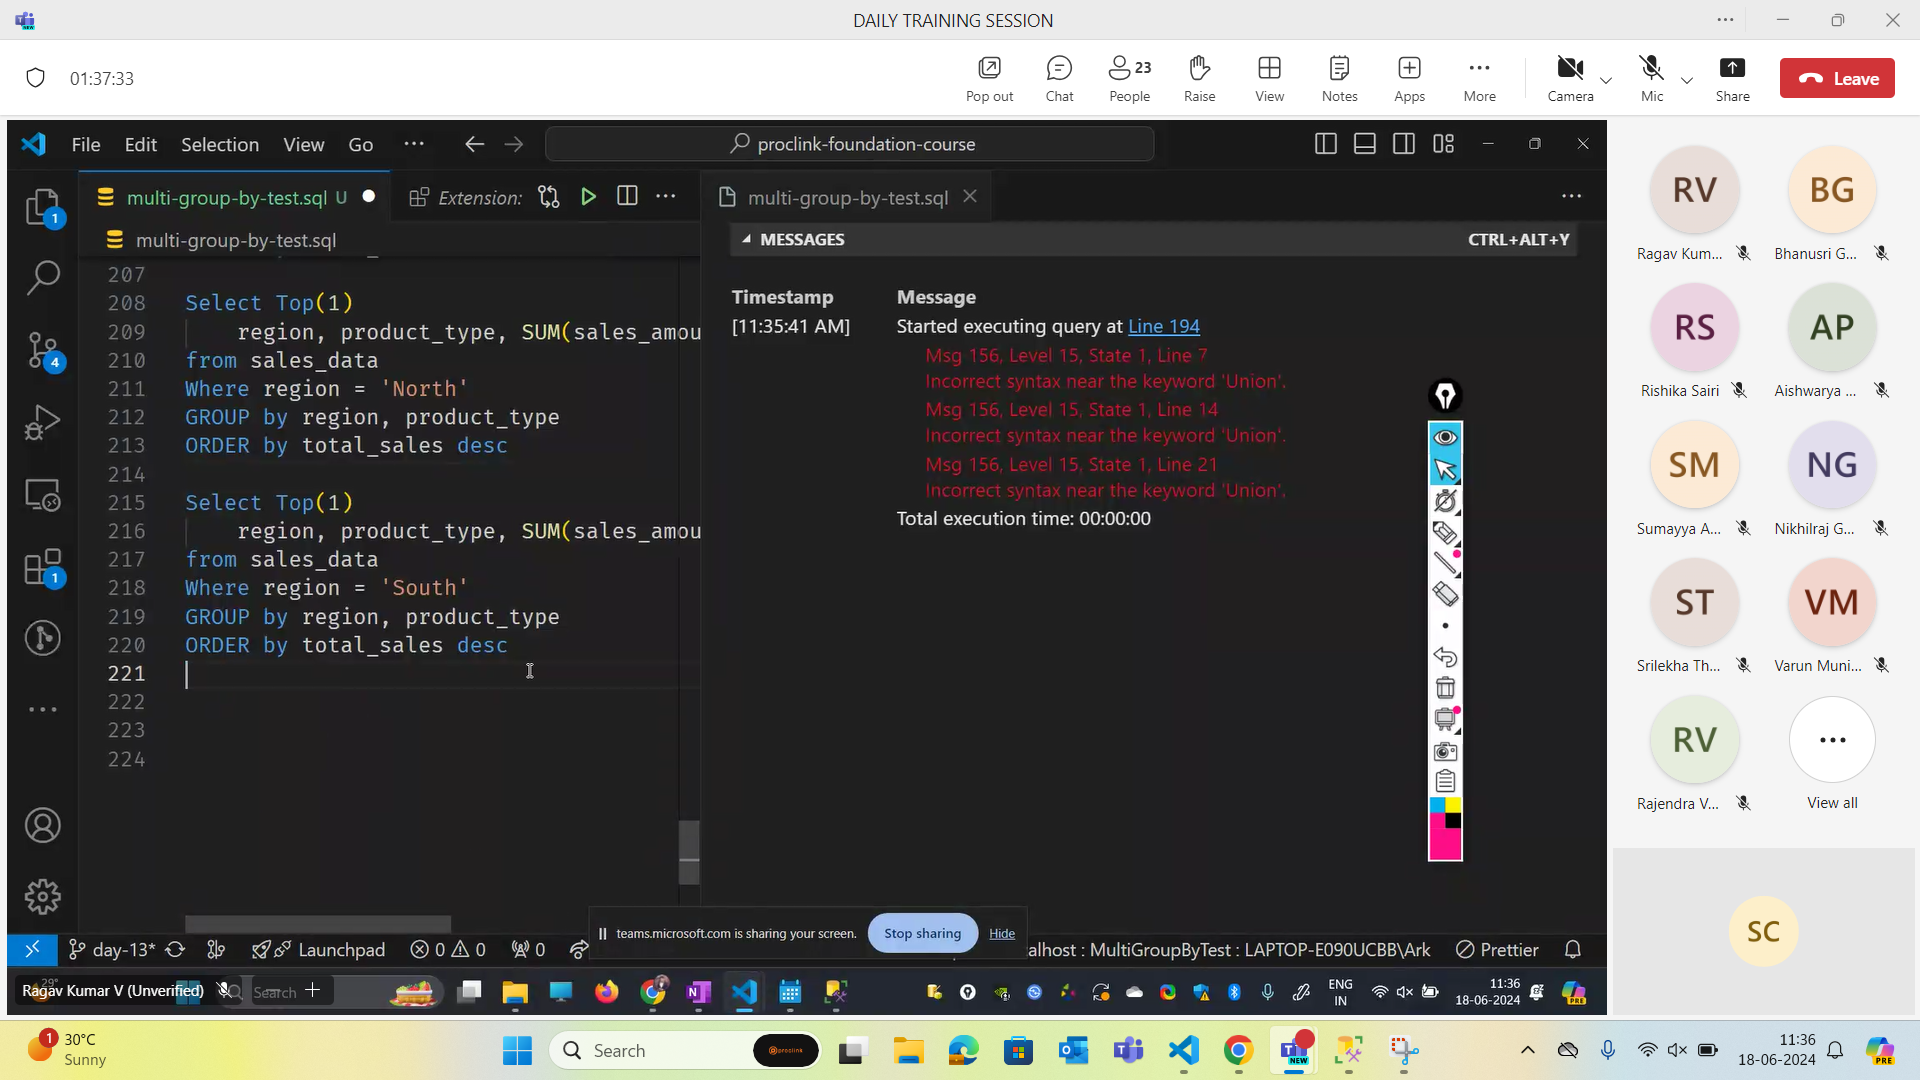 DAILY TRAINING SESSION
01:37:33
Pop out
Chat
23
People
Raise
View
Notes
Apps
More
Camera
Mic
Share
Leave
File Edit Selection View Go
proclink-foundation-course
multi-group-by-test.sql U
Extension:
multi-group-by-test.sql
multi-group-by-test.sql
MESSAGES
CTRL+ALT+Y
Timestamp
Message
[11:35:41 AM]
Started executing query at Line 194
Msg 156, Level 15, State 1, Line 7
Incorrect syntax near the keyword 'Union'.
Msg 156, Level 15, State 1, Line 14
Incorrect syntax near the keyword 'Union'.
Msg 156, Level 15, State 1, Line 21
Incorrect syntax near the keyword 'Union'.
Total execution time: 00:00:00
207
208 Select Top(1)
209 region, product_type, SUM(sales_amou
210 from sales_data
211 Where region = 'North'
212 GROUP by region, product_type
213 ORDER by total_sales desc
214
215 Select Top(1)
216 region, product_type, SUM(sales_amou
217 from sales_data
218 Where region = 'South'
219 GROUP by region, product_type
220 ORDER by total_sales desc
221
222
223
224
1
4
1
teams.microsoft.com is sharing your screen.
Stop sharing
Hide
day-13*
Launchpad
0
0
0
alhost : MultiGroupByTest : LAPTOP-E090UCBB\Ark
Prettier
Ragav Kumar V (Unverified)
Search
ENG
IN
11:36
18-06-2024
PRE
RV
Ragav Kum...
BG
Bhanusri G...
RS
Rishika Sairi
AP
Aishwarya ...
SM
Sumayya A...
NG
Nikhilraj G...
ST
Srilekha Th...
VM
Varun Muni...
RV
Rajendra V...
View all
SC
1
30°C
Sunny
Search
proclink
NEW
11:36
18-06-2024
PRE